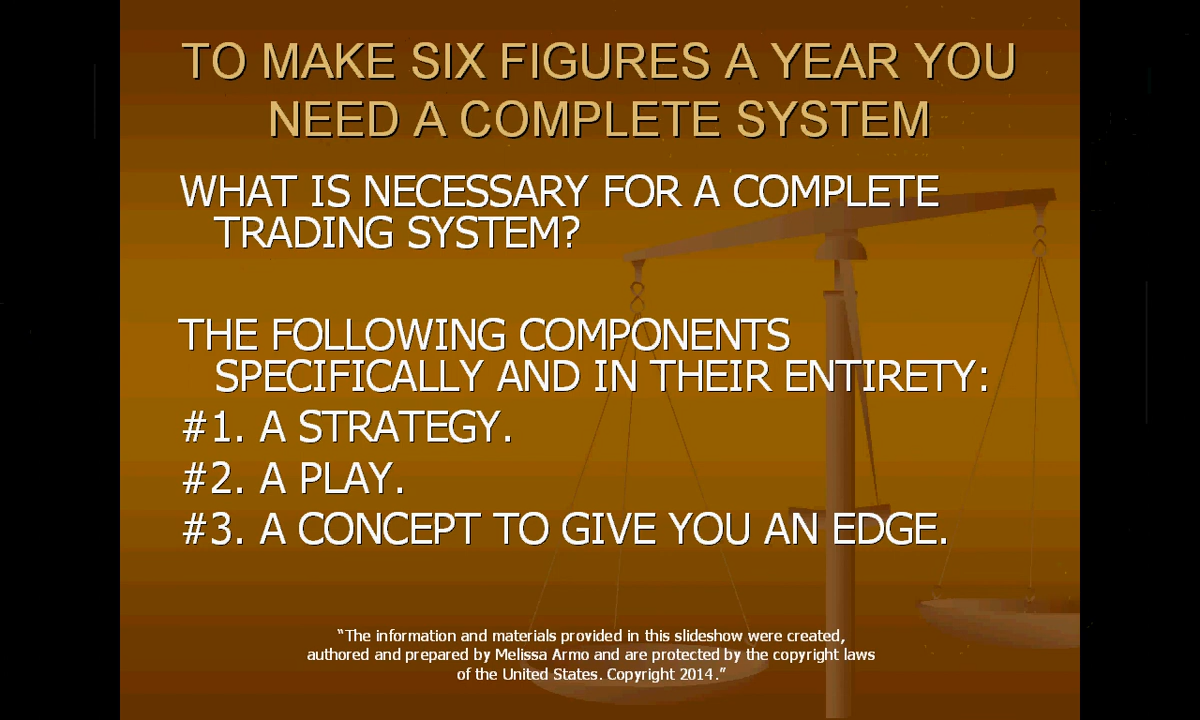 TO MAKE SIX FIGURES A YEAR YOU
NEED A COMPLETE SYSTEM
WHAT IS NECESSARY FOR A COMPLETE
TRADING SYSTEM?
THE FOLLOWING COMPONENTS
SPECIFICALLY AND IN THEIR ENTIRETY:
#1. A STRATEGY.
#2. A PLAY.
#3. A CONCEPT TO GIVE YOU AN EDGE.
“The information and materials provided in this slideshow were created,
authored and prepared by Melissa Armo and are protected by the copyright laws
of the United States. Copyright 2014.”